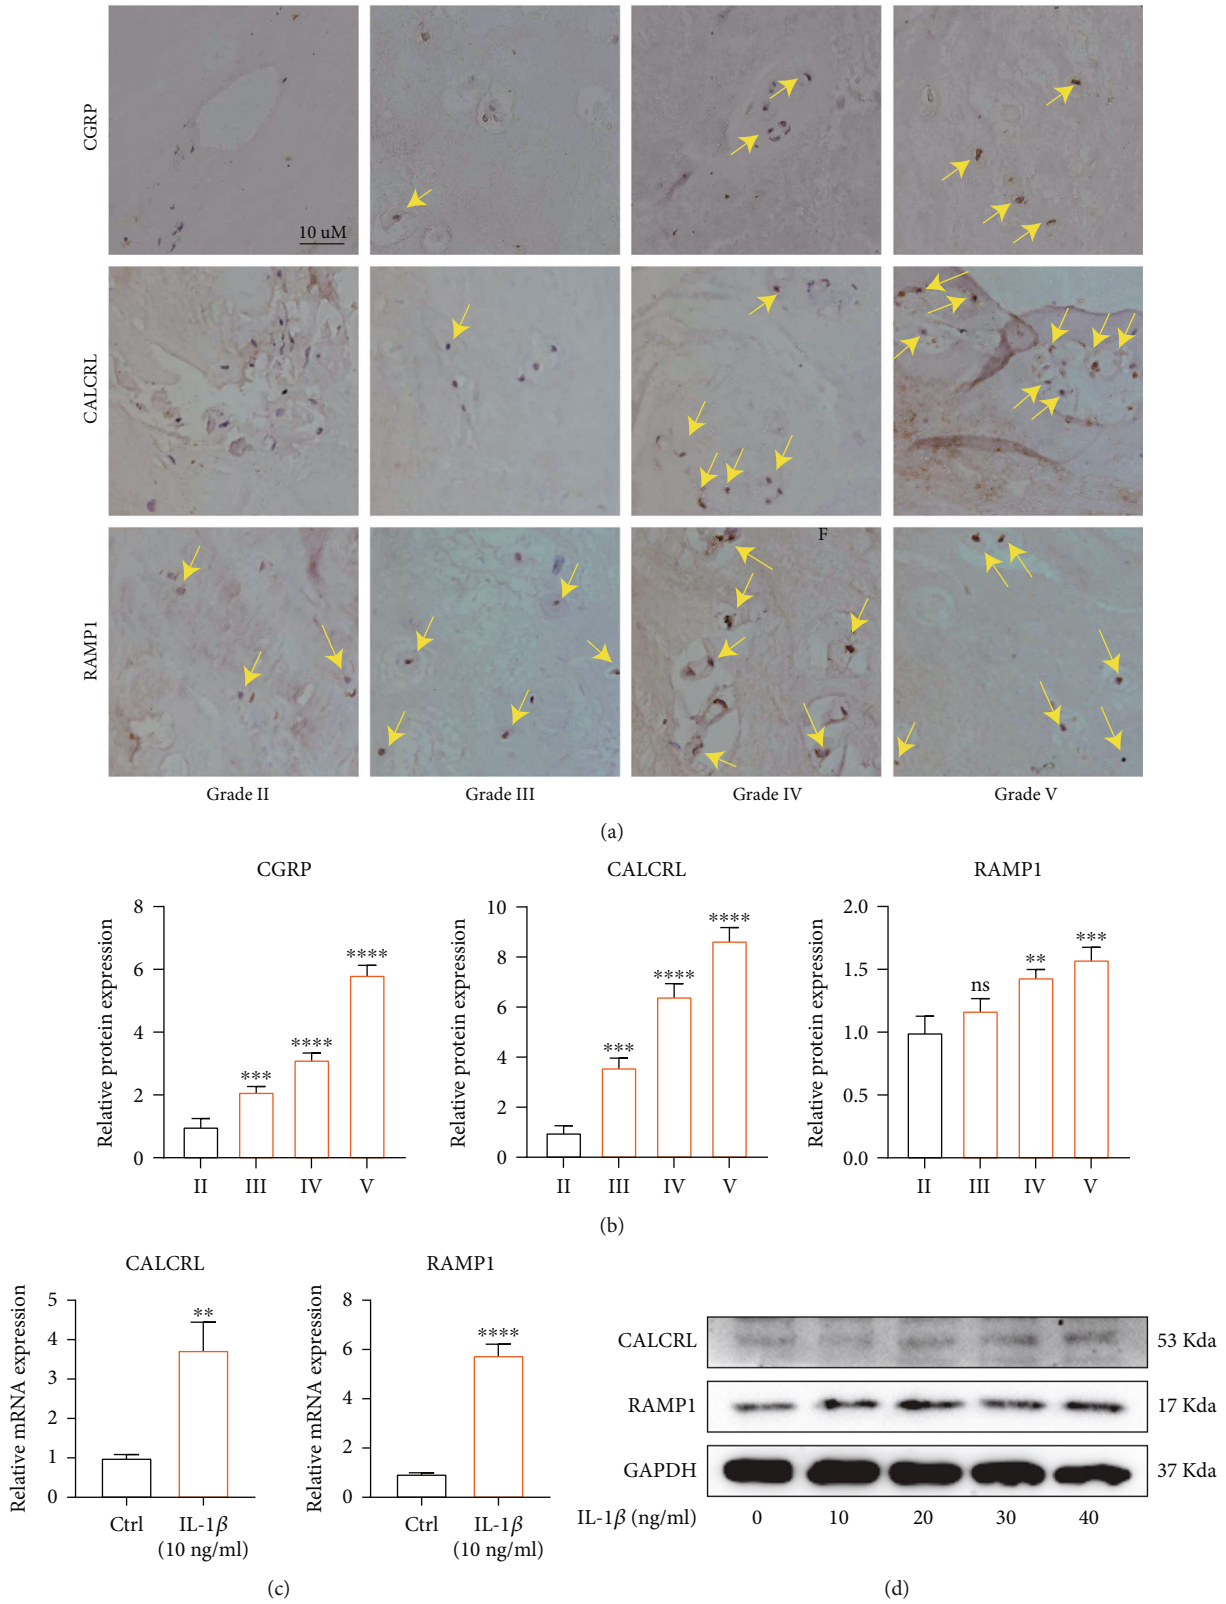 CGRP
10 uM
CALCRL
F
RAMP1
Grade II Grade III Grade IV Grade V
(a)
CGRP
Relative protein expression
8
6
4
2
0
***
****
****
II III IV V
CALCRL
Relative protein expression
10
8
6
4
2
0
***
****
****
II III IV V
RAMP1
Relative protein expression
2.0
1.5
1.0
0.5
0.0
ns
**
***
II III IV V
(b)
CALCRL
Relative mRNA expression
5
4
3
2
1
0
**
Ctrl IL-1β
(10 ng/ml)
RAMP1
Relative mRNA expression
8
6
4
2
0
****
Ctrl IL-1β
(10 ng/ml)
(c)
CALCRL 53 Kda
RAMP1 17 Kda
GAPDH 37 Kda
IL-1β (ng/ml) 0 10 20 30 40
(d)